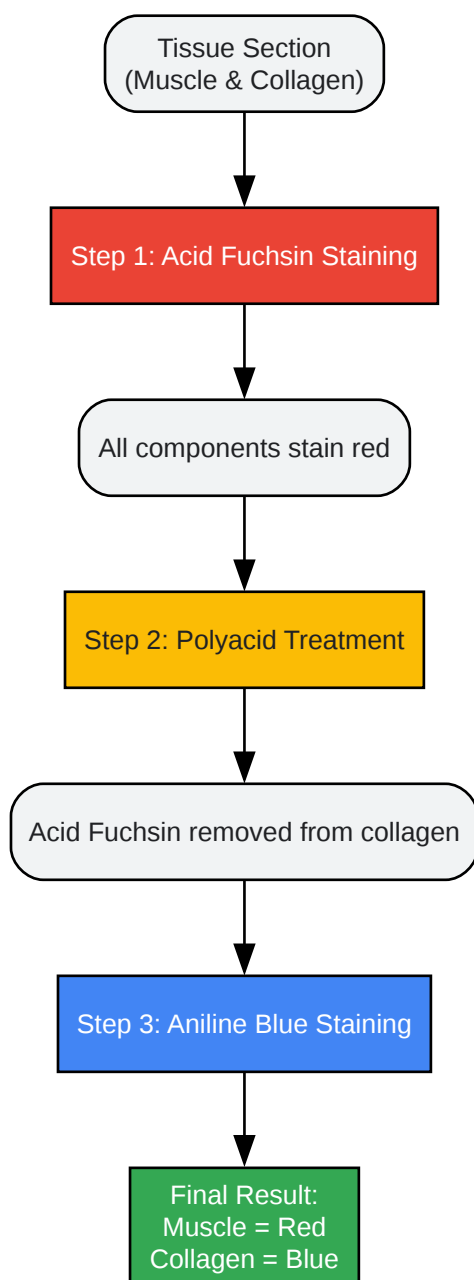 Tissue Section
(Muscle & Collagen)
Step 1: Acid Fuchsin Staining
All components stain red
Step 2: Polyacid Treatment
Acid Fuchsin removed from collagen
Step 3: Aniline Blue Staining
Final Result:
Muscle = Red
Collagen = Blue